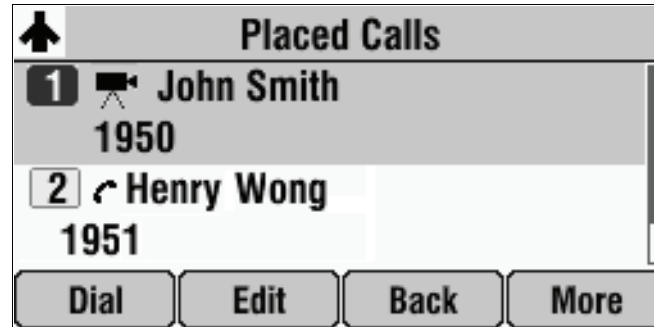 Placed Calls
1 John Smith
1950
2 Henry Wong
1951
Dial Edit Back More